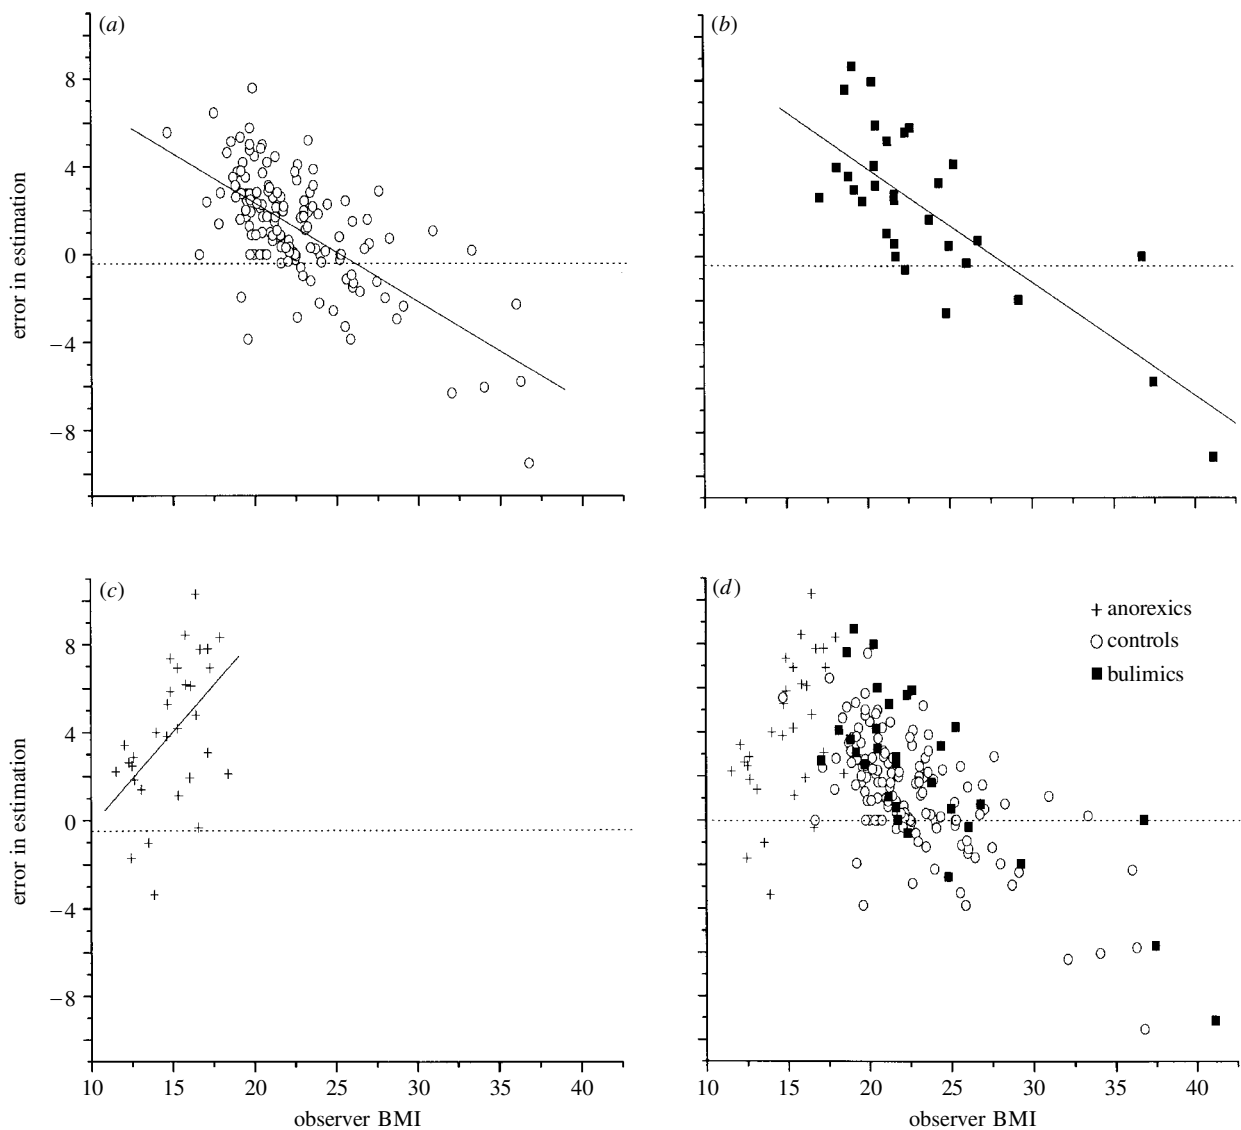 (a)
(b)
8
4
0
−4
−8
error in estimation
(c)
(d)
+ anorexics
controls
bulimics
8
4
0
−4
−8
error in estimation
10 15 20 25 30 35 40
10 15 20 25 30 35 40
observer BMI
observer BMI